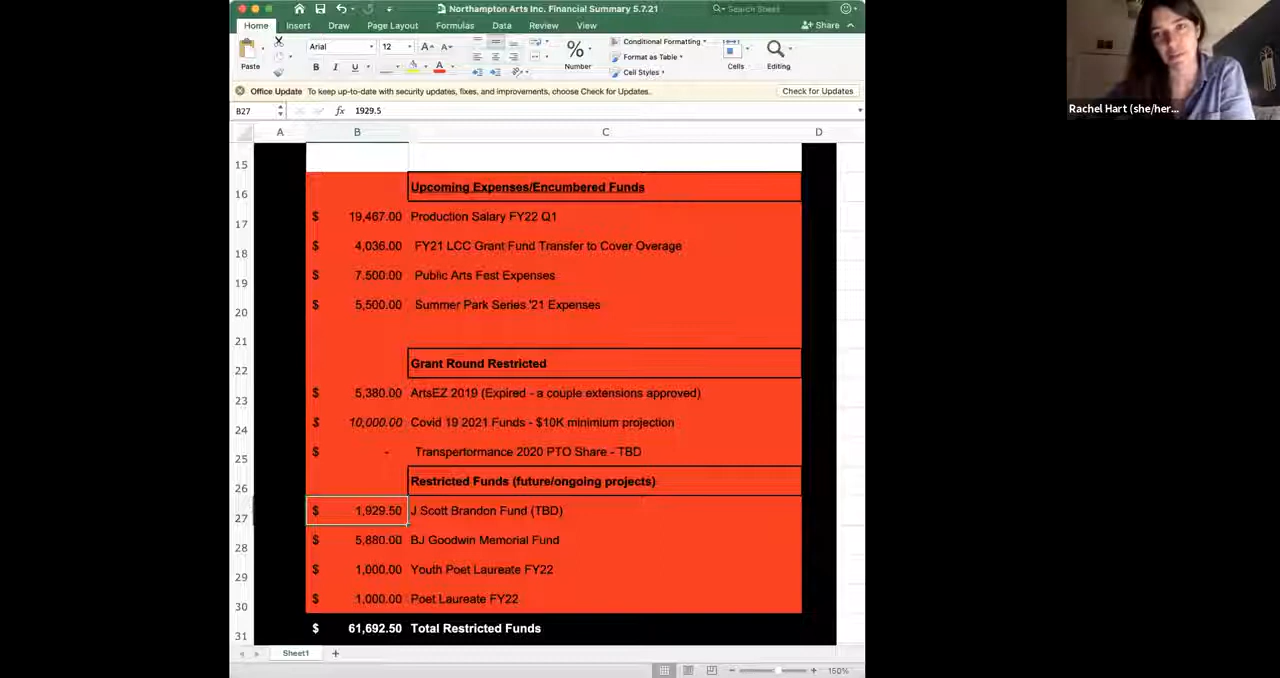 Northampton Arts Inc. Financial Summary 5.7.21
Search Sheet
Home Insert Draw Page Layout Formulas Data Review View
Share
Paste
Arial 12
B I U
%
Number
Conditional Formatting
Format as Table
Cell Styles
Cells
Editing
Office Update To keep up-to-date with security updates, fixes, and improvements, choose Check for Updates.
Check for Updates
B27 fx 1929.5
A B C D
15
16 Upcoming Expenses/Encumbered Funds
17 $ 19,467.00 Production Salary FY22 Q1
18 $ 4,036.00 FY21 LCC Grant Fund Transfer to Cover Overage
19 $ 7,500.00 Public Arts Fest Expenses
20 $ 5,500.00 Summer Park Series '21 Expenses
21
22 Grant Round Restricted
23 $ 5,380.00 ArtsEZ 2019 (Expired - a couple extensions approved)
24 $ 10,000.00 Covid 19 2021 Funds - $10K minimum projection
25 $ - Transperformance 2020 PTO Share - TBD
26 Restricted Funds (future/ongoing projects)
27 $ 1,929.50 J Scott Brandon Fund (TBD)
28 $ 5,880.00 BJ Goodwin Memorial Fund
29 $ 1,000.00 Youth Poet Laureate FY22
30 $ 1,000.00 Poet Laureate FY22
31 $ 61,692.50 Total Restricted Funds
Sheet1 +
150%
Rachel Hart (she/her...